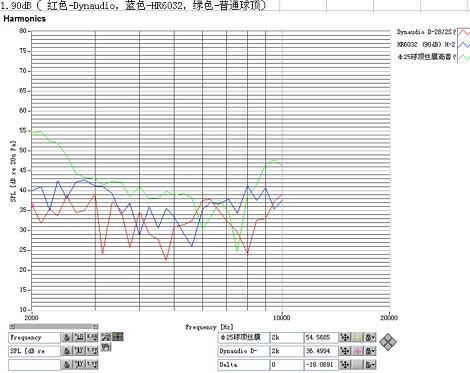 1.90dB（ 红色-Dynaudio，蓝色-HR6032，绿色-普通球顶）
Harmonics
Dynaudio D-28/2S(
HR6032 (90dB) H-2
Φ25球顶丝膜高音(
80
75
70
65
60
55
50
45
40
35
30
25
20
15
10
SPL [dB re 20u Pa]
2000
10000
20000
Frequency [Hz]
Frequency
SPL [dB re
Φ25球顶丝膜 2k 54.5685
Dynaudio D- 2k 36.4994
Delta 0 -18.0691